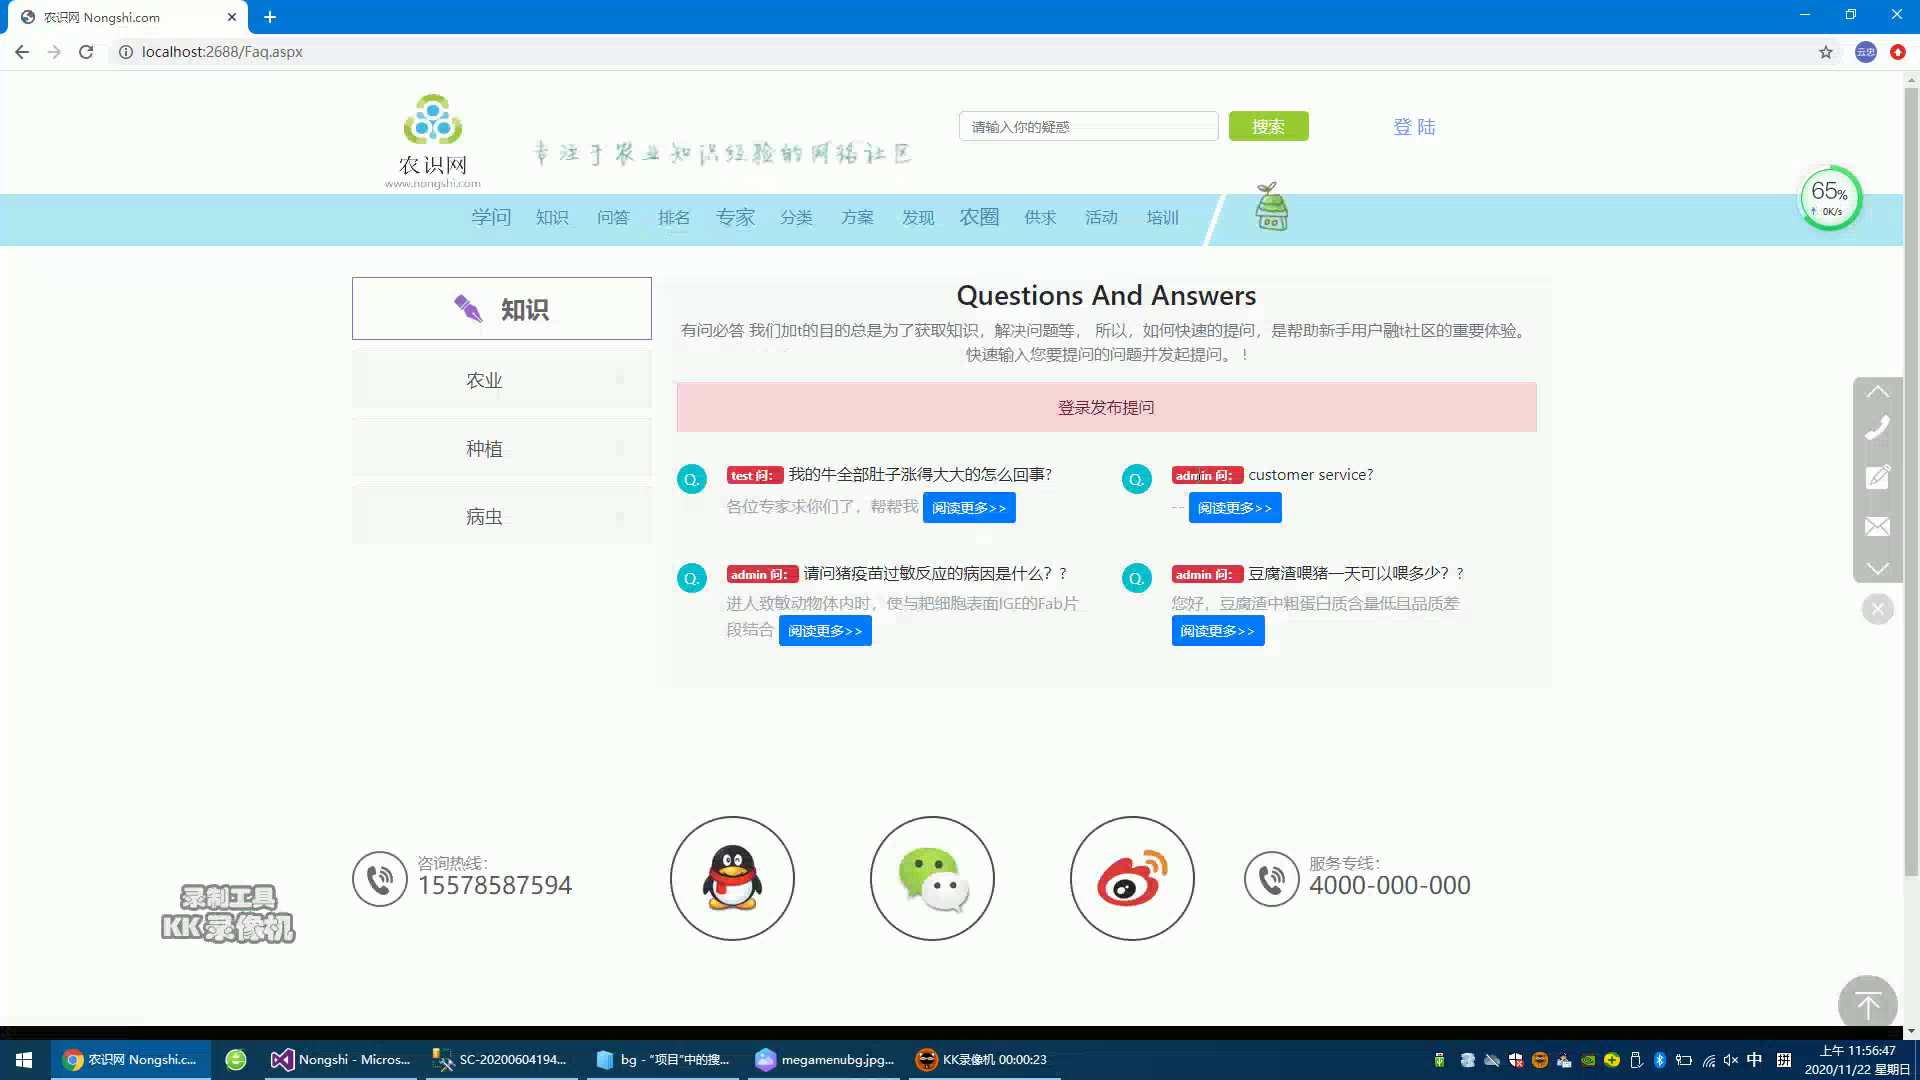 农识网 Nongshi.com
localhost:2688/Faq.aspx
云忠
农识网
www.nongshi.com
专注于农业知识经验的网络社区
请输入你的疑惑
搜索
登 陆
学问 知识 问答 排名 专家 分类 方案 发现 农圈 供求 活动 培训
65%
0K/s
知识
农业
种植
病虫
Questions And Answers
有问必答 我们加t的目的总是为了获取知识，解决问题等， 所以，如何快速的提问，是帮助新手用户融t社区的重要体验。
快速输入您要提问的问题并发起提问。 !
登录发布提问
Q. test 问： 我的牛全部肚子涨得大大的怎么回事?
各位专家求你们了，帮帮我 阅读更多>>
Q. admin 问： customer service?
-- 阅读更多>>
Q. admin 问： 请问猪疫苗过敏反应的病因是什么？?
进人致敏动物体内时，使与耙细胞表面IGE的Fab片
段结合 阅读更多>>
Q. admin 问： 豆腐渣喂猪一天可以喂多少？?
您好，豆腐渣中粗蛋白质含量低且品质差
阅读更多>>
咨询热线：
15578587594
服务专线：
4000-000-000
录制工具
KK录像机
农识网 Nongshi.c...
Nongshi - Micros...
SC-20200604194...
bg - "项目"中的搜...
megamenubg.jpg...
KK录像机 00:00:23
中
拼
上午 11:56:47
2020/11/22 星期日